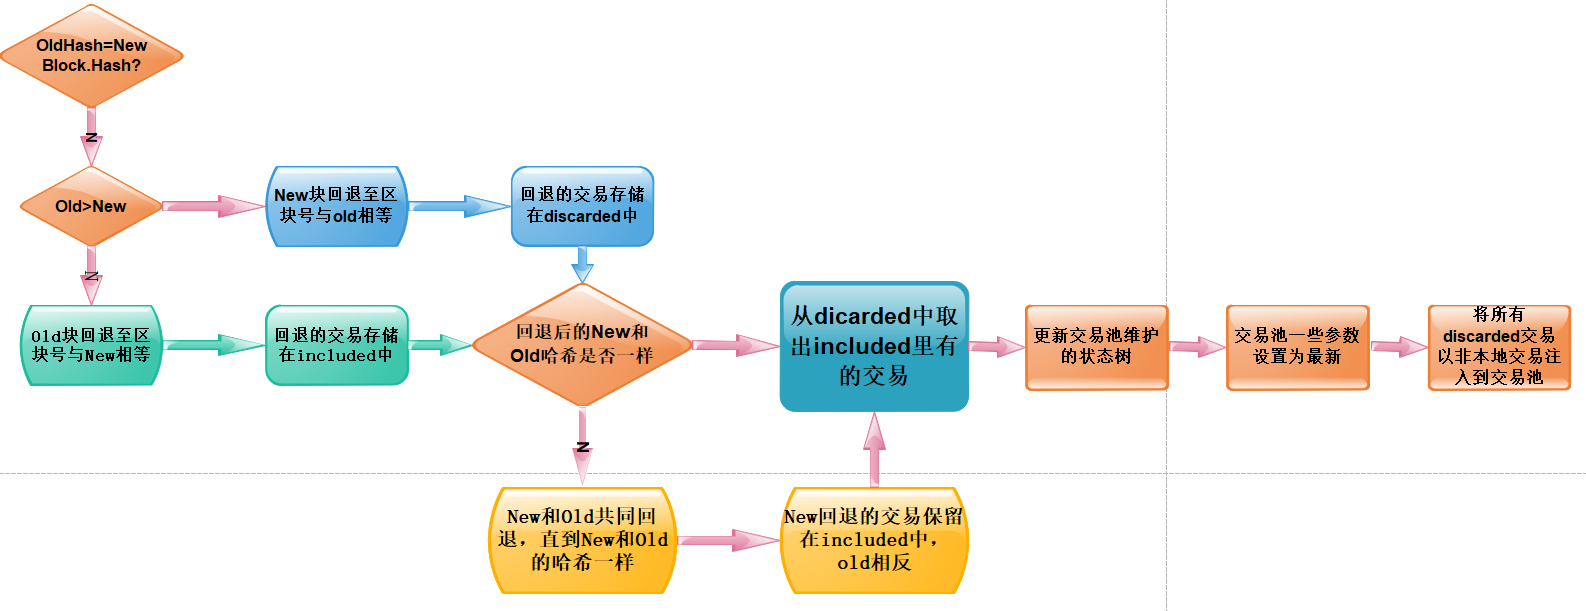 OldHash=New
Block.Hash?
N
Old>New
New块回退至区
块号与old相等
回退的交易存储
在discarded中
N
Old块回退至区
块号与New相等
回退的交易存储
在included中
回退后的New和
Old哈希是否一样
从dicarded中取
出included里有
的交易
更新交易池维护
的状态树
交易池一些参数
设置为最新
将所有
discarded交易
以非本地交易注
入到交易池
N
New和Old共同回
退，直到New和Old
的哈希一样
New回退的交易保留
在included中，
old相反